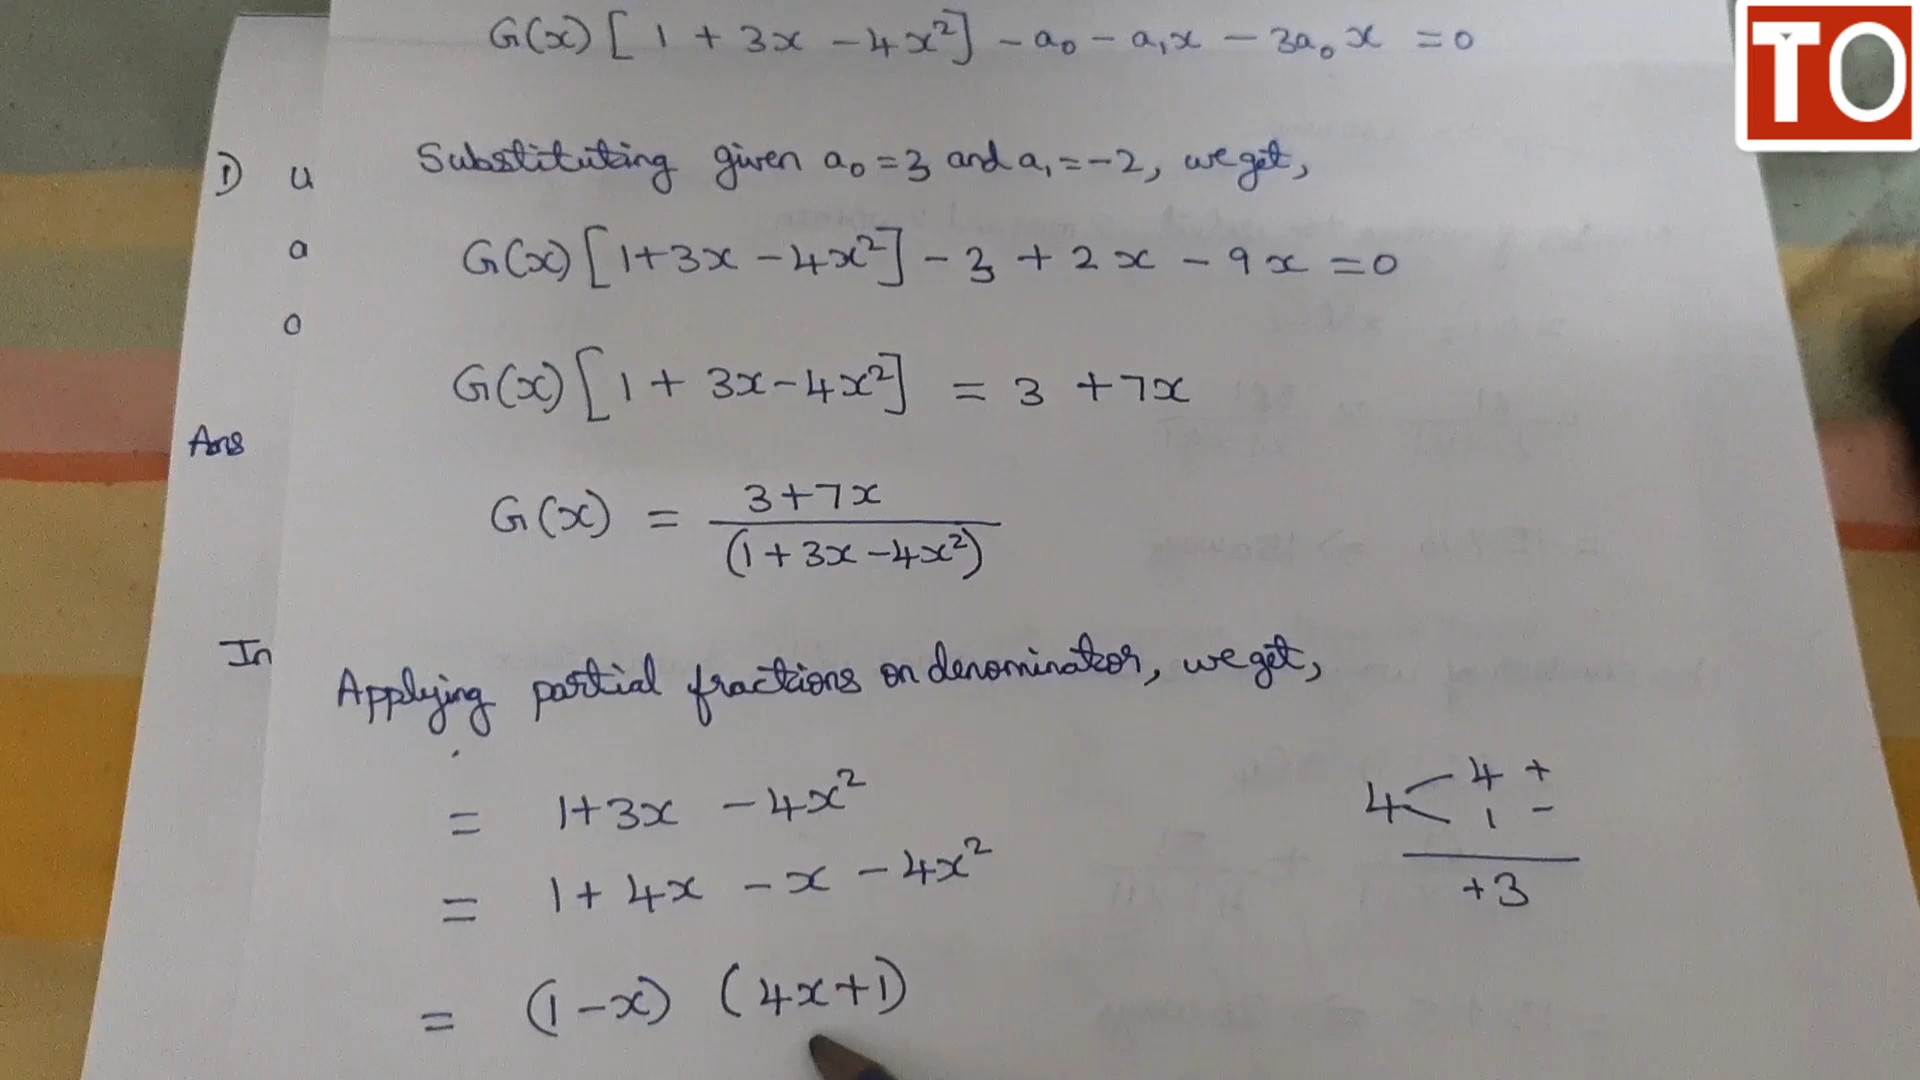 G(x) [1 + 3x - 4x²] - a₀ - a₁x - 3a₀x = 0
TO
1) u
Substituting given a₀ = 3 and a₁ = -2, we get,
a
G(x) [1+3x - 4x²] - 3 + 2x - 9x = 0
o
G(x) [1 + 3x - 4x²] = 3 + 7x
Ans
G(x) = 3+7x
(1 + 3x - 4x²)
In
Applying partial fractions on denominator, we get,
= 1+3x - 4x²
4 < 4 +
1 -
= 1 + 4x - x - 4x²
+3
= (1-x) (4x+1)